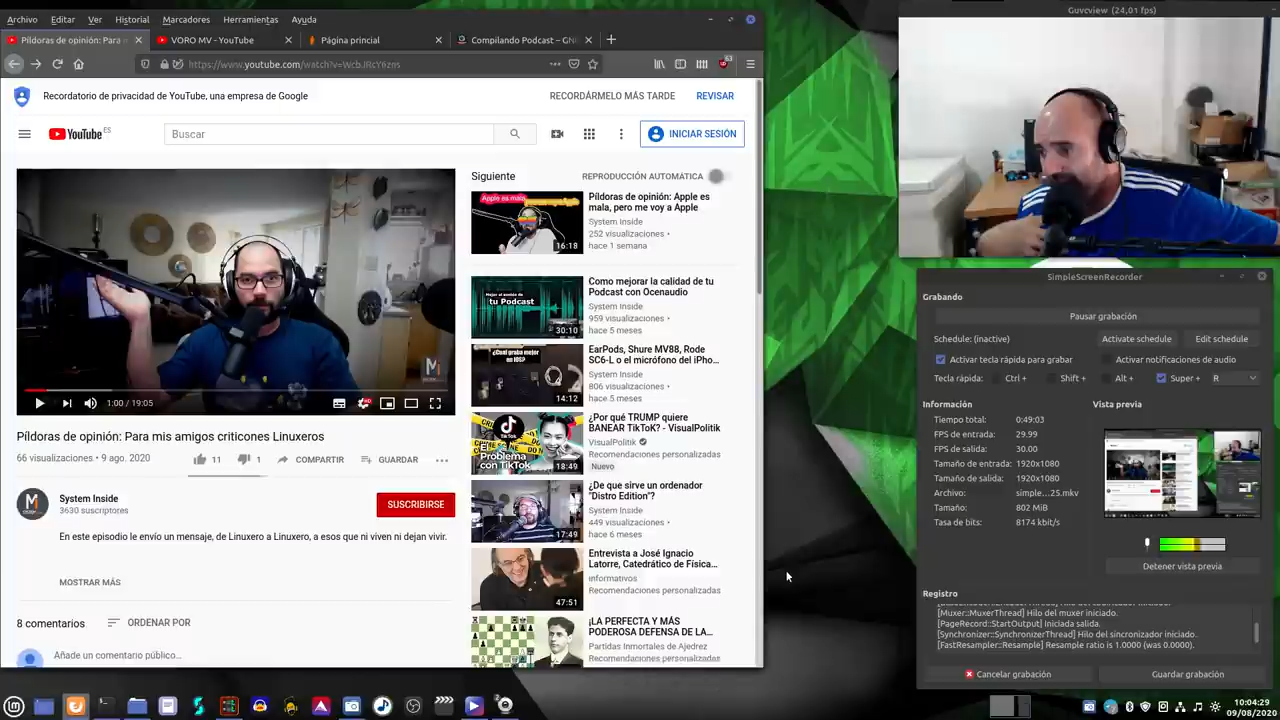 Archivo Editar Ver Historial Marcadores Herramientas Ayuda
Píldoras de opinión: Para
VORO MV - YouTube
Página princial
Compilando Podcast – GN
Recordatorio de privacidad de YouTube, una empresa de Google
RECORDÁRMELO MÁS TARDE
REVISAR
YouTube ES
Buscar
INICIAR SESIÓN
1:00 / 19:05
Píldoras de opinión: Para mis amigos criticones Linuxeros
66 visualizaciones • 9 ago. 2020
11
1
COMPARTIR
GUARDAR
System Inside
3630 suscriptores
SUSCRIBIRSE
En este episodio le envío un mensaje, de Linuxero a Linuxero, a esos que ni viven ni dejan vivir.
MOSTRAR MÁS
8 comentarios
ORDENAR POR
Añade un comentario público...
Siguiente
REPRODUCCIÓN AUTOMÁTICA
Apple es mala
16:18
Píldoras de opinión: Apple es
mala, pero me voy a Apple
System Inside
252 visualizaciones •
hace 1 semana
tu Podcast
30:10
Como mejorar la calidad de tu
Podcast con Ocenaudio
System Inside
959 visualizaciones •
hace 5 meses
14:12
EarPods, Shure MV88, Rode
SC6-L o el micrófono del iPho...
System Inside
806 visualizaciones •
hace 5 meses
TikTok
El
Problema
con TikTok
18:49
¿Por qué TRUMP quiere
BANEAR TikTok? - VisualPolitik
VisualPolitik
Recomendaciones personalizadas
Nuevo
17:49
¿De que sirve un ordenador
"Distro Edition"?
System Inside
449 visualizaciones •
hace 6 meses
47:51
Entrevista a José Ignacio
Latorre, Catedrático de Física...
informativos
Recomendaciones personalizadas
¡LA PERFECTA Y MÁS
PODEROSA DEFENSA DE LA...
Partidas Inmortales de Ajedrez
Recomendaciones personalizadas
Guvcview (24,01 fps)
SimpleScreenRecorder
Grabando
Pausar grabación
Schedule: (inactive)
Activate schedule
Edit schedule
Activar tecla rápida para grabar
Activar notificaciones de audio
Tecla rápida: Ctrl + Shift + Alt + Super + R
Información
Vista previa
Tiempo total: 0:49:03
FPS de entrada: 29.99
FPS de salida: 30.00
Tamaño de entrada: 1920x1080
Tamaño de salida: 1920x1080
Archivo: simple...25.mkv
Tamaño: 802 MiB
Tasa de bits: 8174 kbit/s
Detener vista previa
Registro
[Muxer::MuxerThread] Hilo del muxer iniciado.
[PageRecord::StartOutput] Iniciada salida.
[Synchronizer::SynchronizerThread] Hilo del sincronizador iniciado.
[FastResampler::Resample] Resample ratio is 1.0000 (was 0.0000).
Cancelar grabación
Guardar grabación
10:04:29
09/08/2020